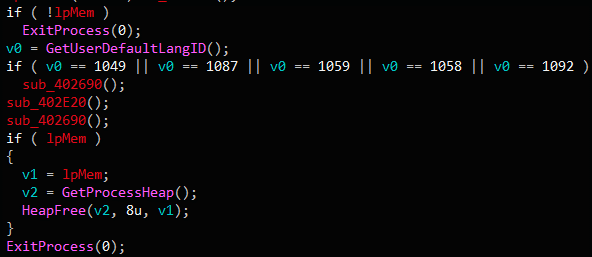 if ( !lpMem )
ExitProcess(0);
v0 = GetUserDefaultLangID();
if ( v0 == 1049 || v0 == 1087 || v0 == 1059 || v0 == 1058 || v0 == 1092 )
sub_402690();
sub_402E20();
sub_402690();
if ( lpMem )
{
v1 = lpMem;
v2 = GetProcessHeap();
HeapFree(v2, 8u, v1);
}
ExitProcess(0);